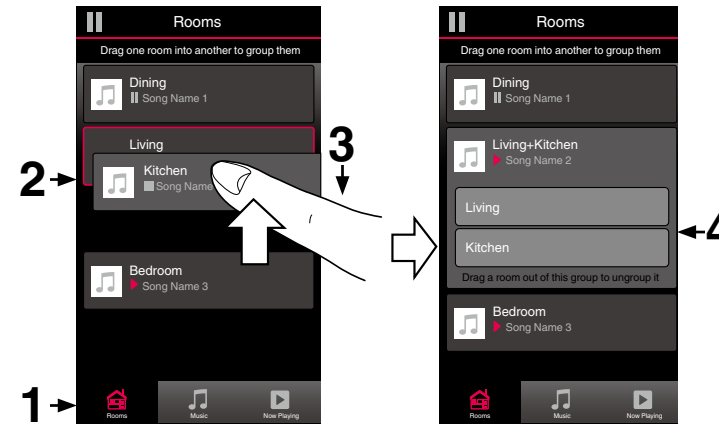 Rooms
Drag one room into another to group them
Dining
Song Name 1
Living
Kitchen
Song Name
Bedroom
Song Name 3
Rooms
Music
Now Playing
1
2
3
Rooms
Drag one room into another to group them
Dining
Song Name 1
Living+Kitchen
Song Name 2
Living
Kitchen
Drag a room out of this group to ungroup it
Bedroom
Song Name 3
Rooms
Music
Now Playing
4